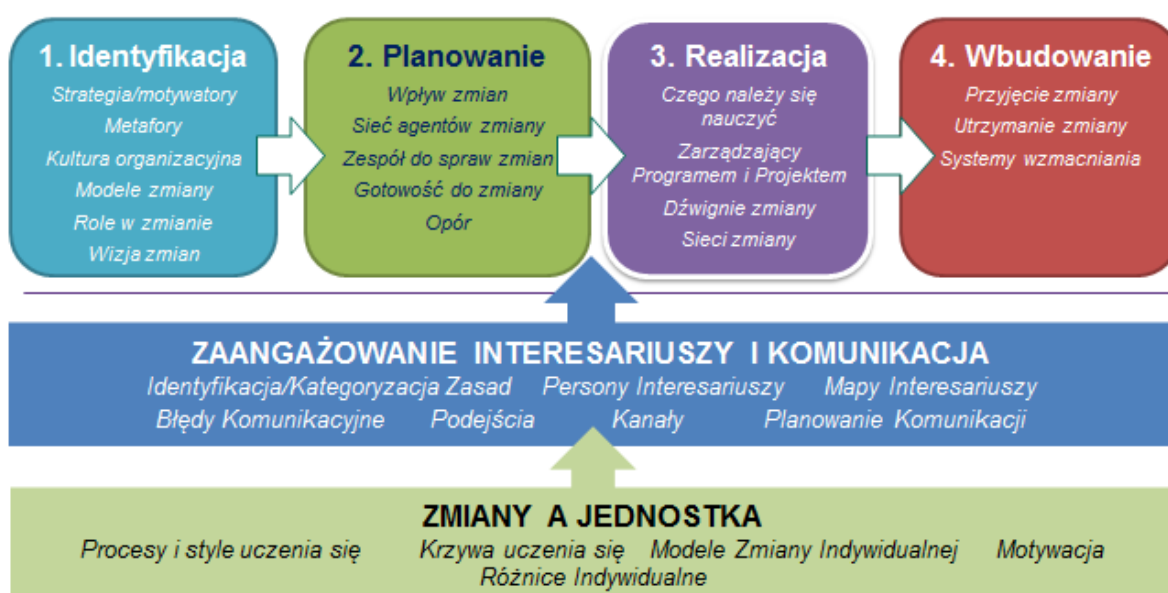 1. Identyfikacja
Strategia/motywatory
Metafory
Kultura organizacyjna
Modele zmiany
Role w zmianie
Wizja zmian
2. Planowanie
Wpływ zmian
Sieć agentów zmiany
Zespół do spraw zmian
Gotowość do zmiany
Opór
3. Realizacja
Czego należy się
nauczyć
Zarządzający
Programem i Projektem
Dźwignie zmiany
Sieci zmiany
4. Wbudowanie
Przyjęcie zmiany
Utrzymanie zmiany
Systemy wzmacniania
ZAANGAŻOWANIE INTERESARIUSZY I KOMUNIKACJA
Identyfikacja/Kategoryzacja Zasad Persony Interesariuszy Mapy Interesariuszy
Błędy Komunikacyjne Podejścia Kanały Planowanie Komunikacji
ZMIANY A JEDNOSTKA
Procesy i style uczenia się Krzywa uczenia się Modele Zmiany Indywidualnej Motywacja
Różnice Indywidualne